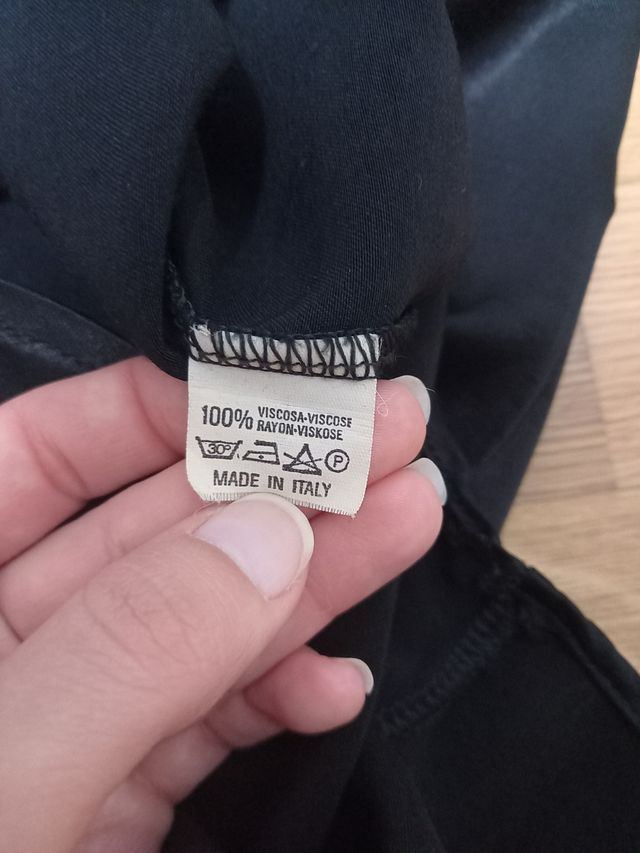 100% VISCOSA-VISCOSE
RAYON-VISKOSE
30° P
MADE IN ITALY